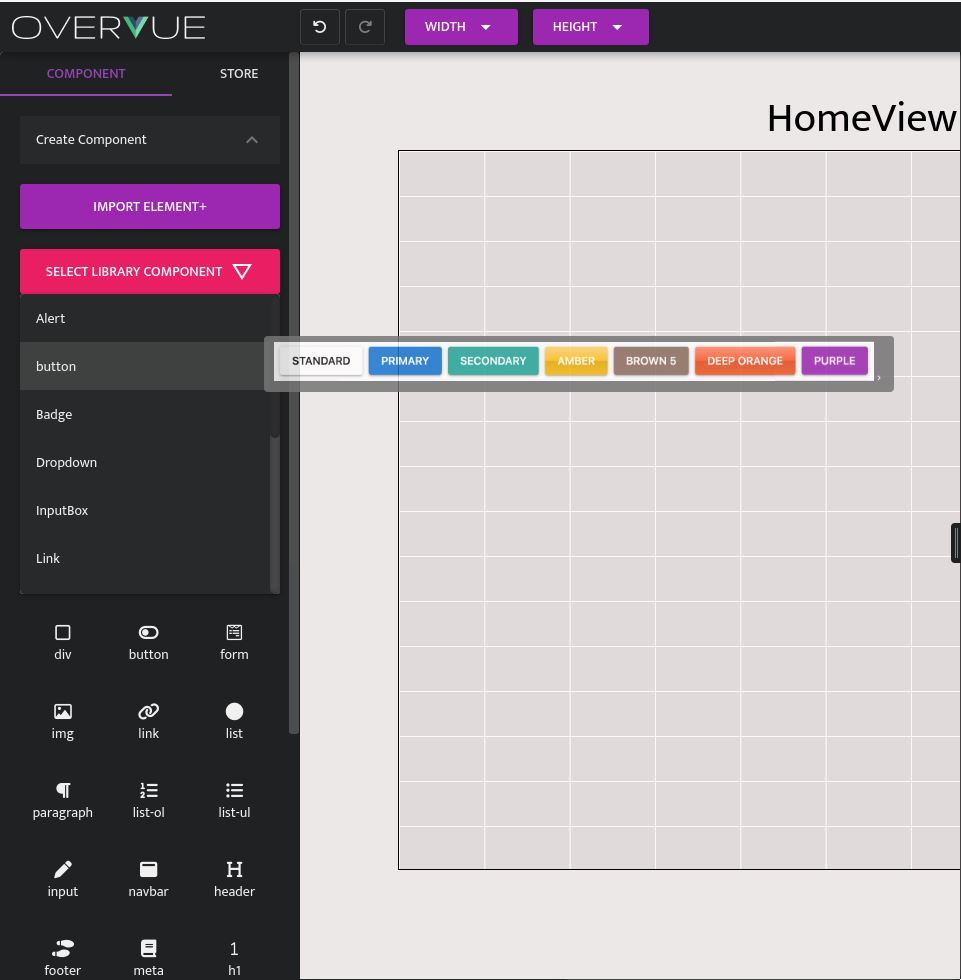 OVERVUE
WIDTH
HEIGHT
COMPONENT
STORE
Create Component
HomeView
IMPORT ELEMENT+
SELECT LIBRARY COMPONENT
Alert
button
STANDARD PRIMARY SECONDARY AMBER BROWN 5 DEEP ORANGE PURPLE
Badge
Dropdown
InputBox
Link
div button form
img link list
paragraph list-ol list-ul
input navbar header
footer meta h1